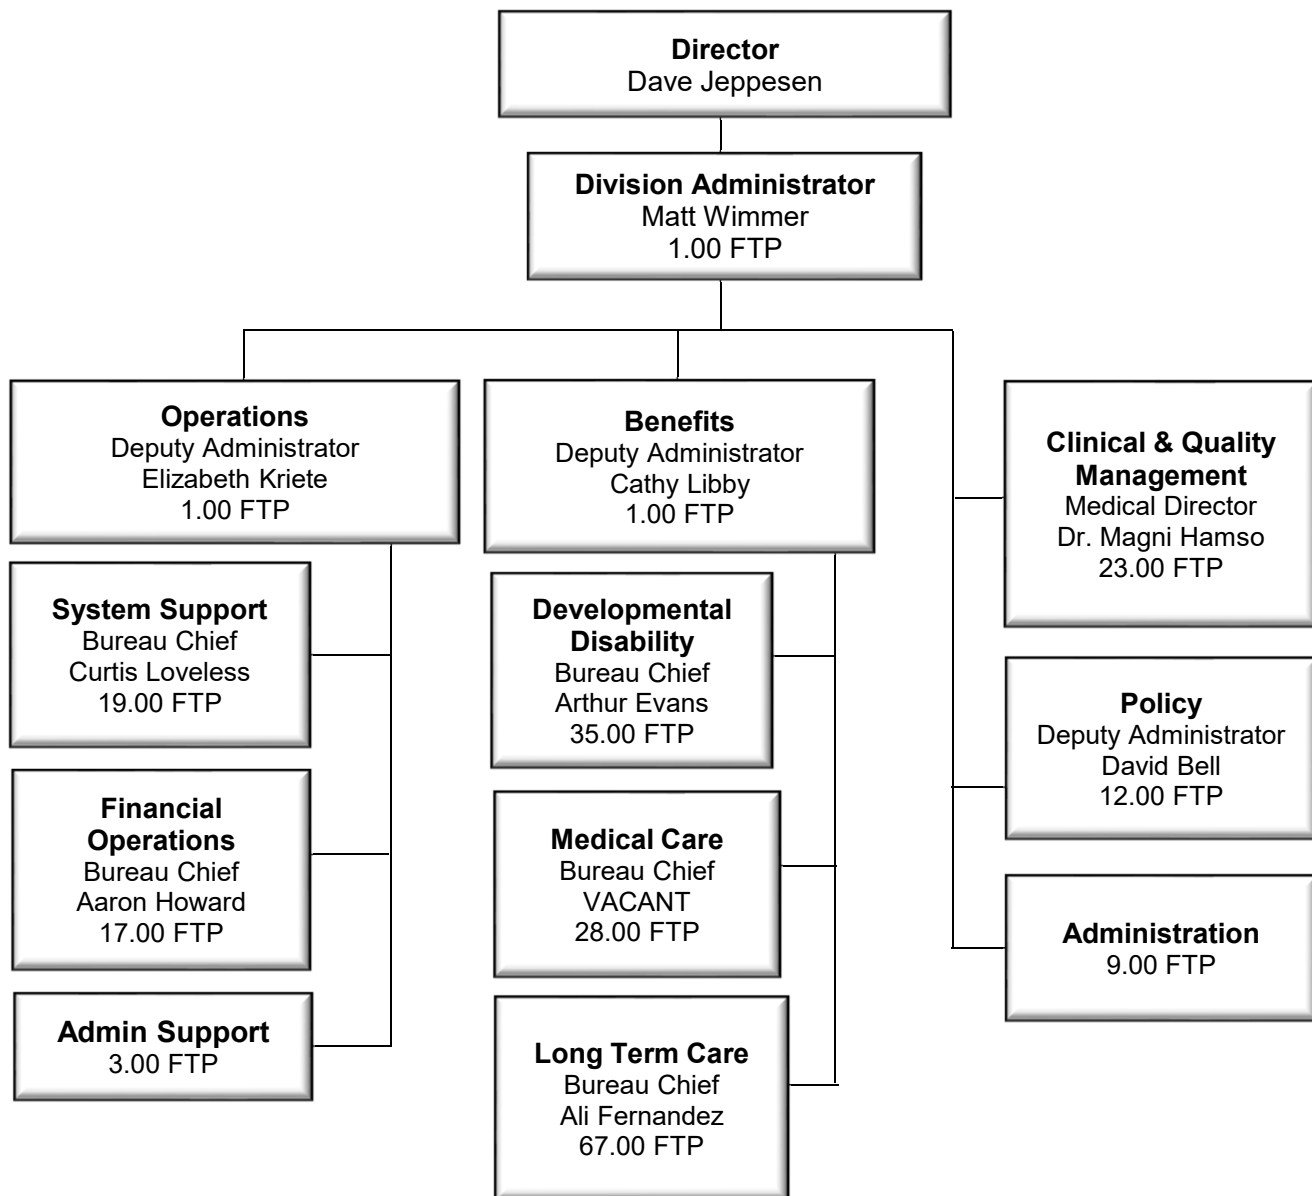 Director
Dave Jeppesen
Division Administrator
Matt Wimmer
1.00 FTP
Operations
Deputy Administrator
Elizabeth Kriete
1.00 FTP
System Support
Bureau Chief
Curtis Loveless
19.00 FTP
Financial
Operations
Bureau Chief
Aaron Howard
17.00 FTP
Admin Support
3.00 FTP
Benefits
Deputy Administrator
Cathy Libby
1.00 FTP
Developmental
Disability
Bureau Chief
Arthur Evans
35.00 FTP
Medical Care
Bureau Chief
VACANT
28.00 FTP
Long Term Care
Bureau Chief
Ali Fernandez
67.00 FTP
Clinical & Quality
Management
Medical Director
Dr. Magni Hamso
23.00 FTP
Policy
Deputy Administrator
David Bell
12.00 FTP
Administration
9.00 FTP